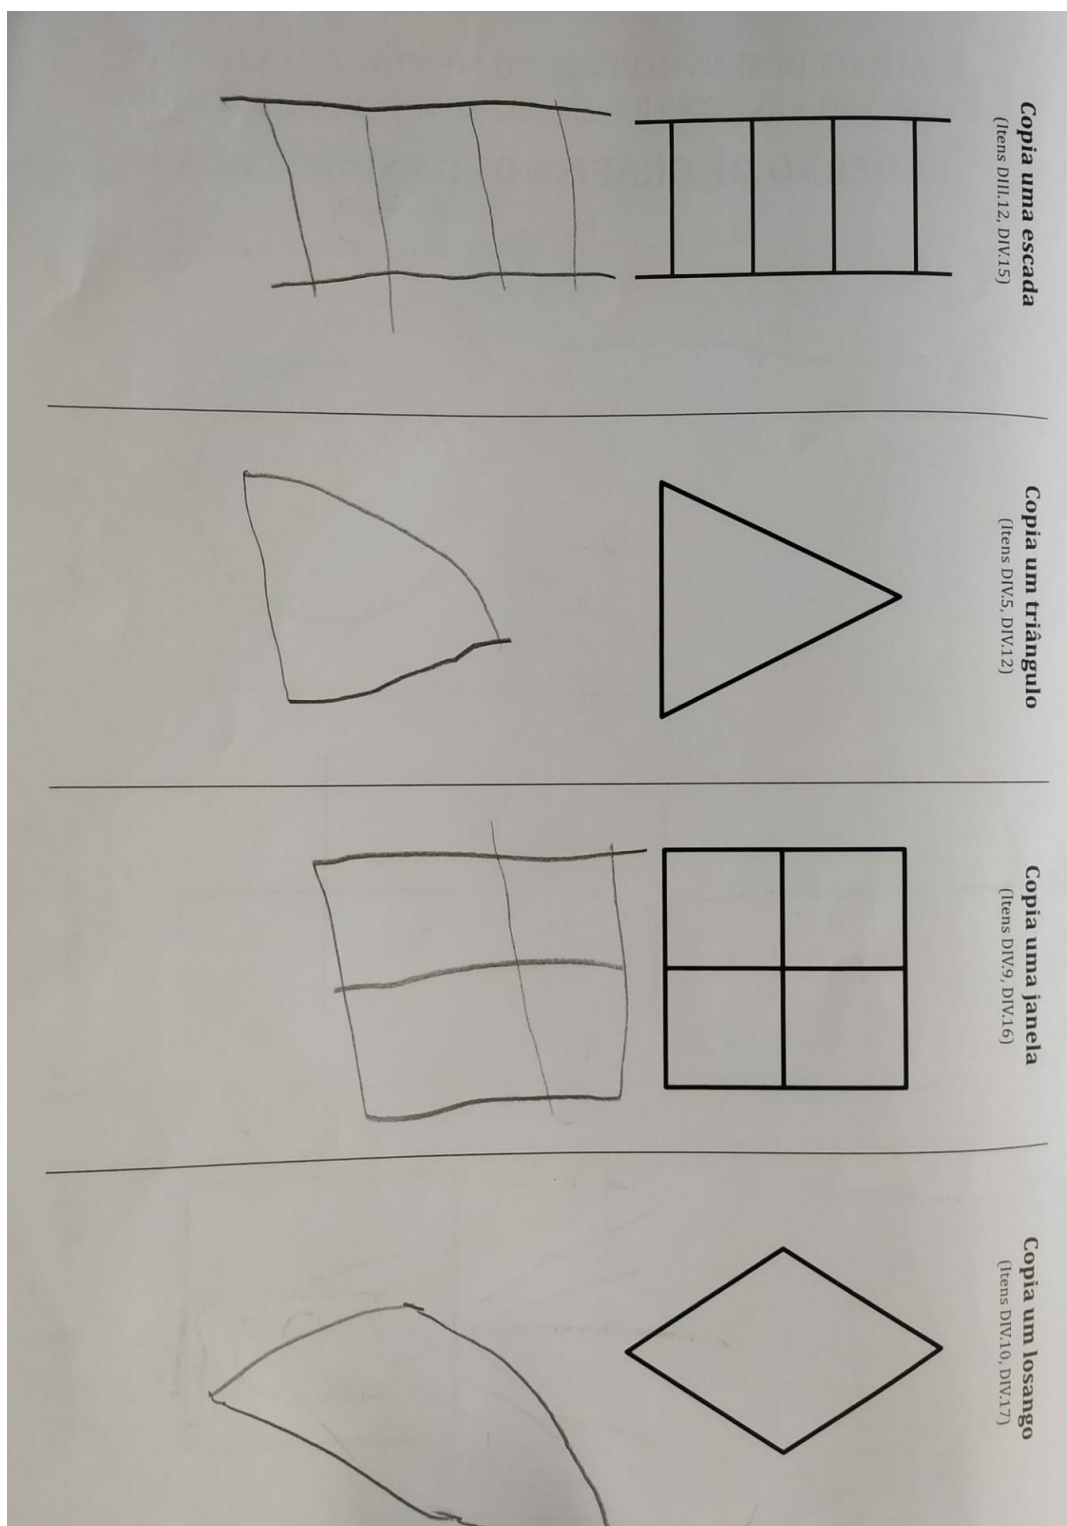 Copia uma escada
(Itens DIII.12, DIV.15)
Copia um triângulo
(Itens DIV.5, DIV.12)
Copia uma janela
(Itens DIV.9, DIV.16)
Copia um losango
(Itens DIV.10, DIV.17)